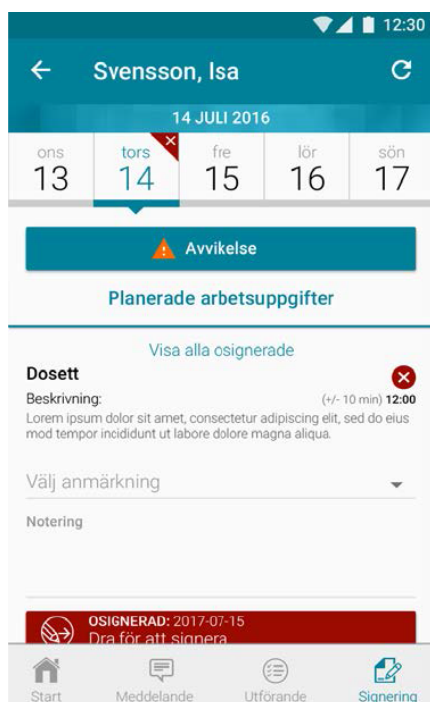 12:30
Svensson, Isa
14 JULI 2016
ons tors fre lör sön
13 14 15 16 17
Avvikelse
Planerade arbetsuppgifter
Visa alla osignerade
Dosett
Beskrivning: (+/- 10 min) 12:00
Lorem ipsum dolor sit amet, consectetur adipiscing elit, sed do eius
mod tempor incididunt ut labore dolore magna aliqua.
Välj anmärkning
Notering
OSIGNERAD: 2017-07-15
Dra för att signera
Start Meddelande Utförande Signering